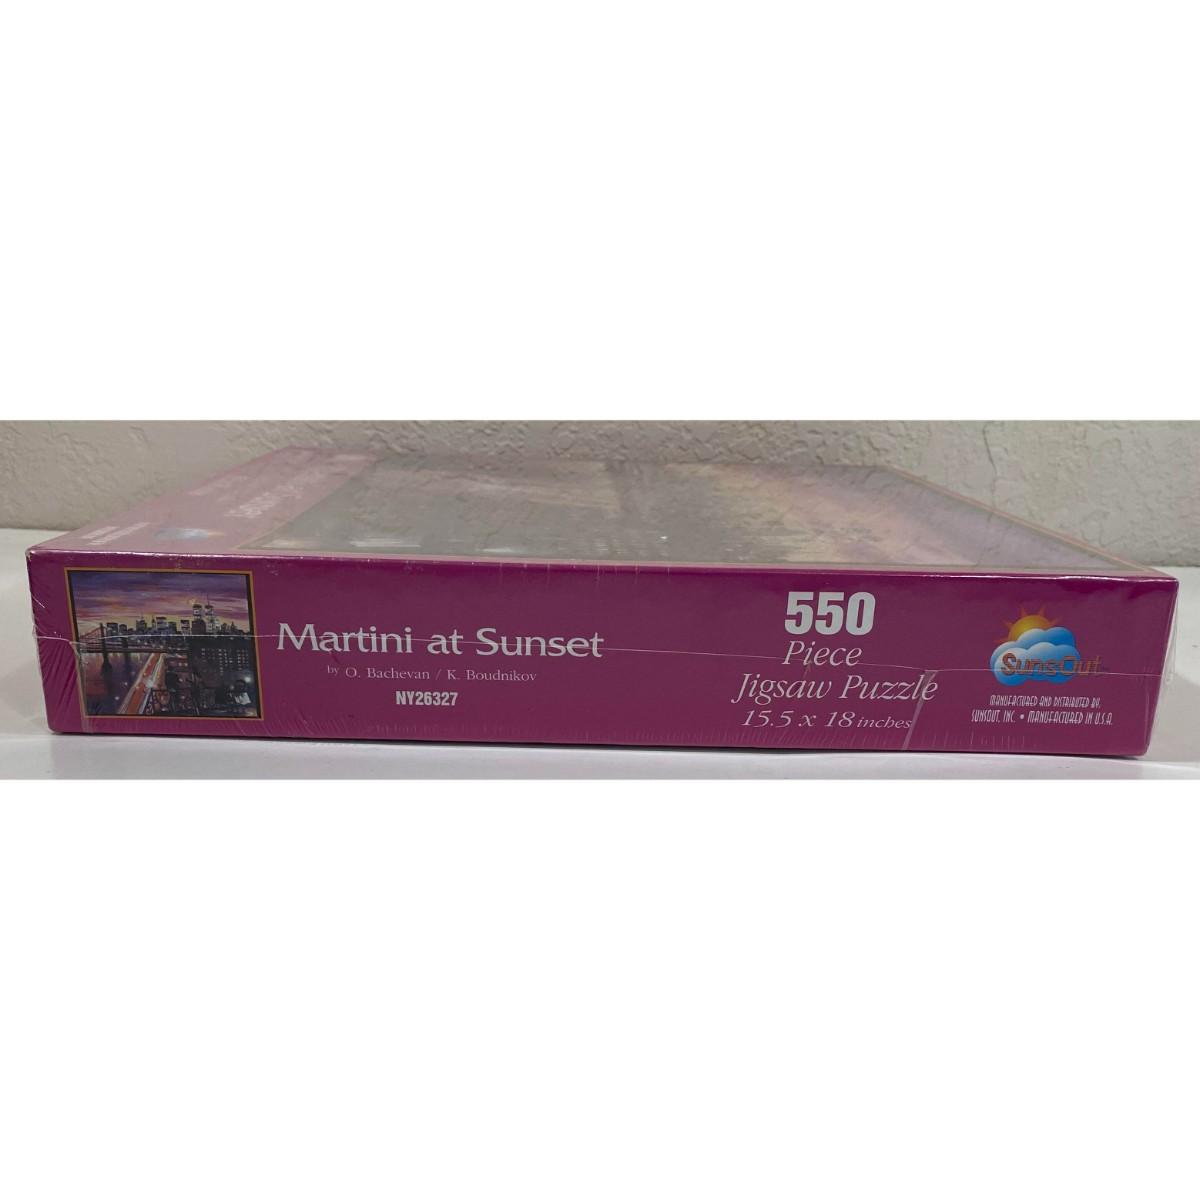 Martini at Sunset
by O. Bachevan / K. Boudnikov
NY26327
550
Piece
Jigsaw Puzzle
15.5 x 18 inches
SunsOut
MANUFACTURED AND DISTRIBUTED BY:
SUNSOUT, INC. • MANUFACTURED IN U.S.A.